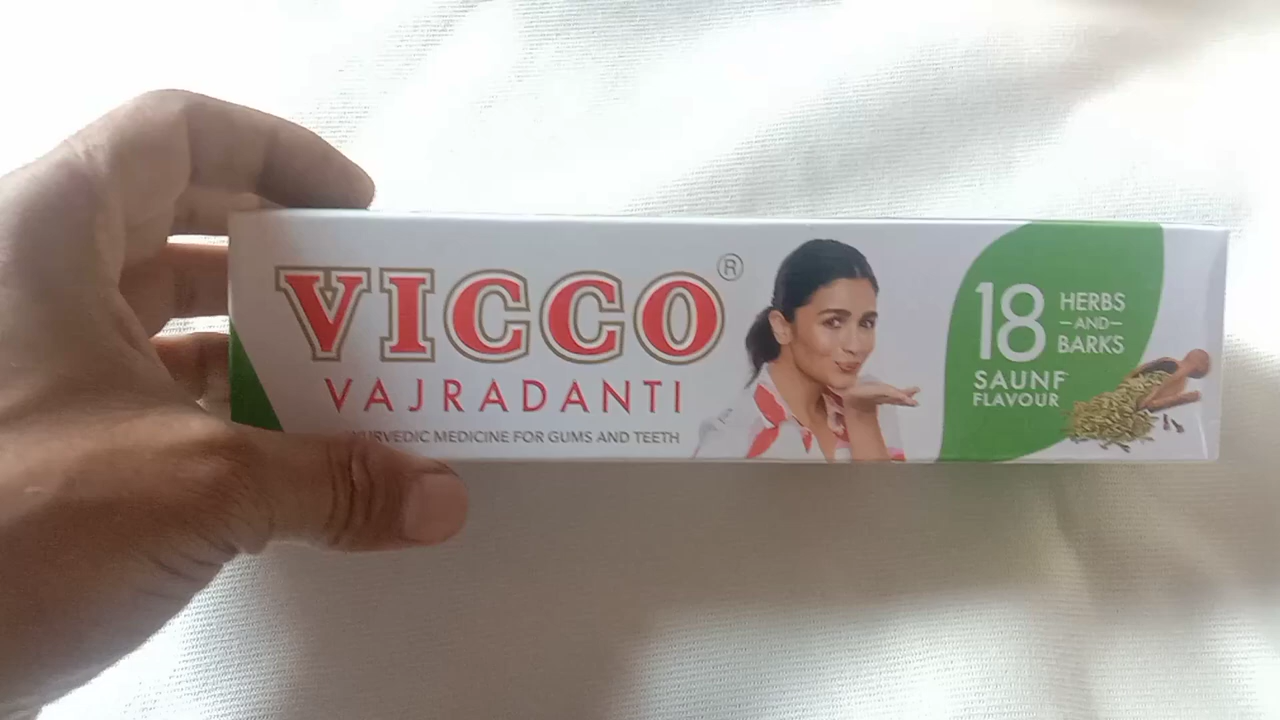 VICCO®
VAJRADANTI
AYURVEDIC MEDICINE FOR GUMS AND TEETH
18 HERBS
AND
BARKS
SAUNF
FLAVOUR